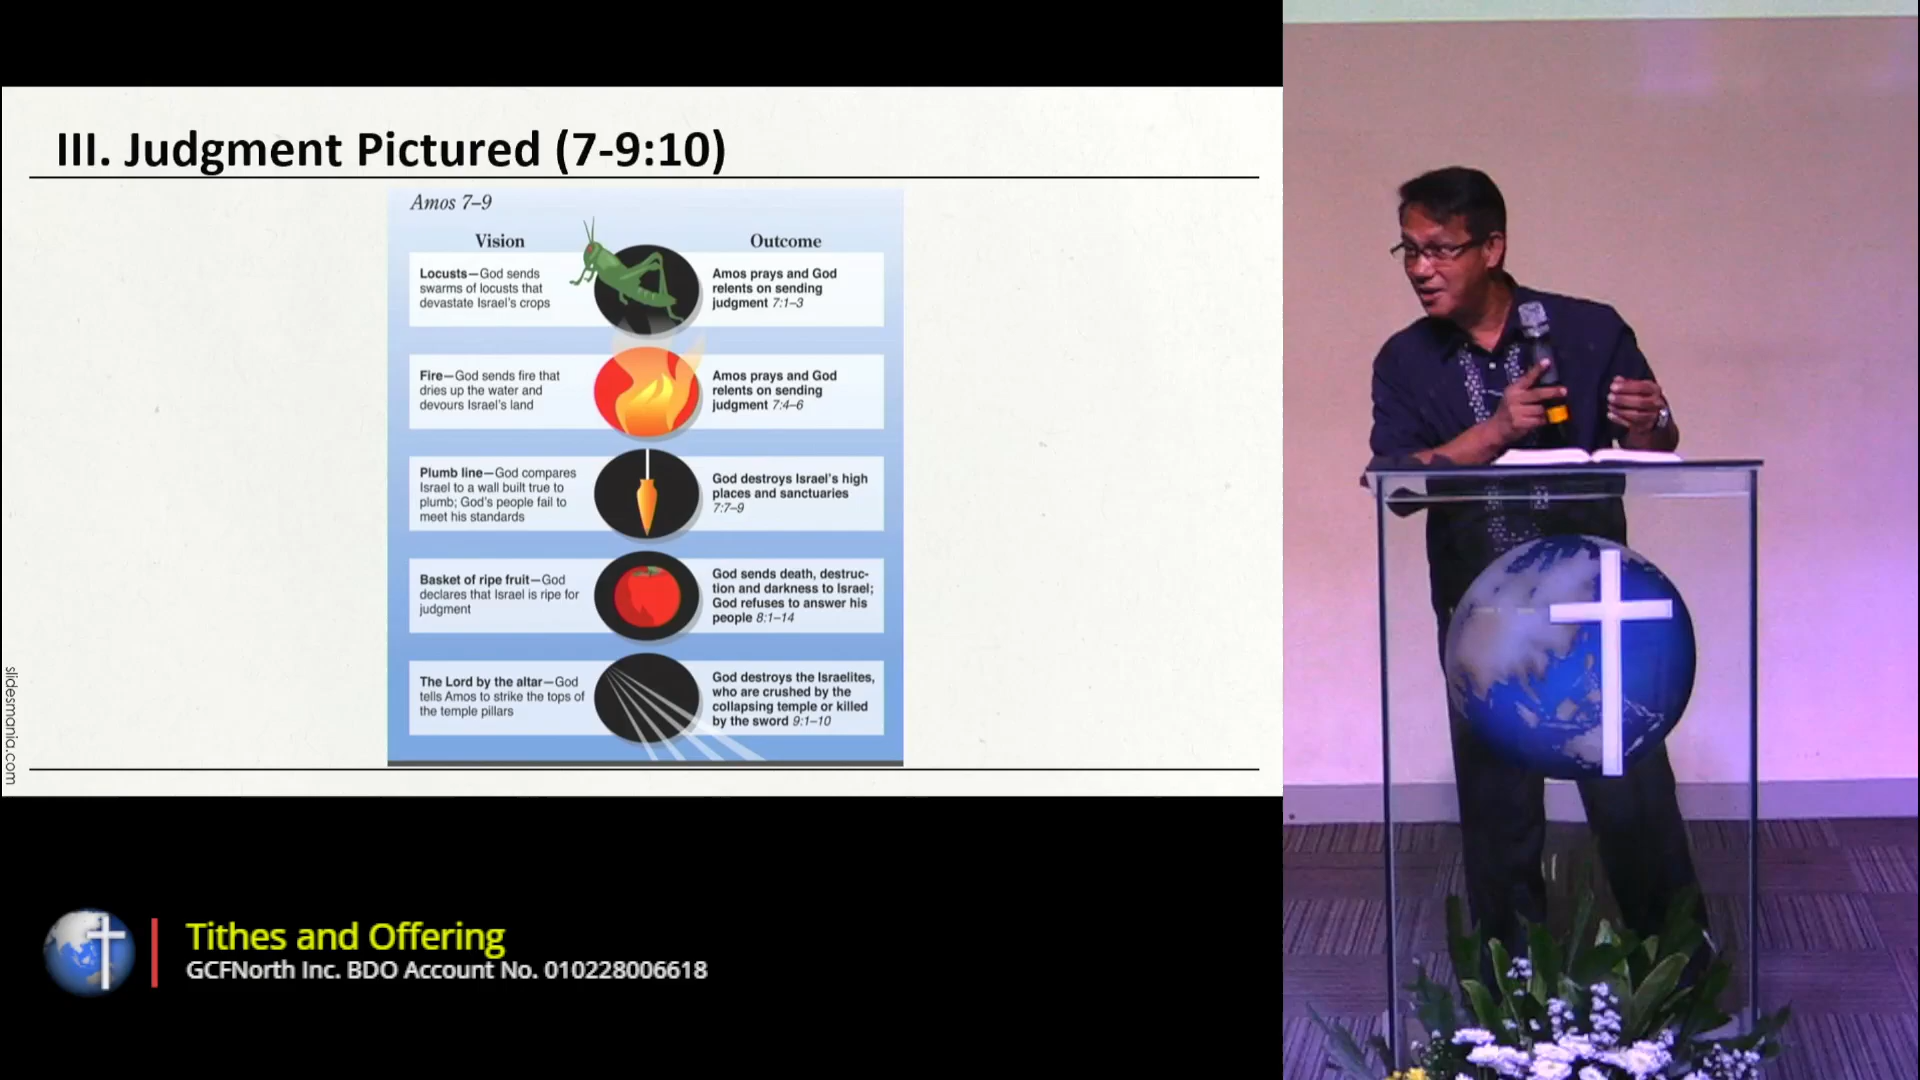 III. Judgment Pictured (7-9:10)
Amos 7–9
Vision
Outcome
Locusts—God sends
swarms of locusts that
devastate Israel's crops
Amos prays and God
relents on sending
judgment 7:1–3
Fire—God sends fire that
dries up the water and
devours Israel's land
Amos prays and God
relents on sending
judgment 7:4–6
Plumb line—God compares
Israel to a wall built true to
plumb; God's people fail to
meet his standards
God destroys Israel's high
places and sanctuaries
7:7–9
Basket of ripe fruit—God
declares that Israel is ripe for
judgment
God sends death, destruc-
tion and darkness to Israel;
God refuses to answer his
people 8:1–14
The Lord by the altar—God
tells Amos to strike the tops of
the temple pillars
God destroys the Israelites,
who are crushed by the
collapsing temple or killed
by the sword 9:1–10
slidesmania.com
Tithes and Offering
GCFNorth Inc. BDO Account No. 010228006618